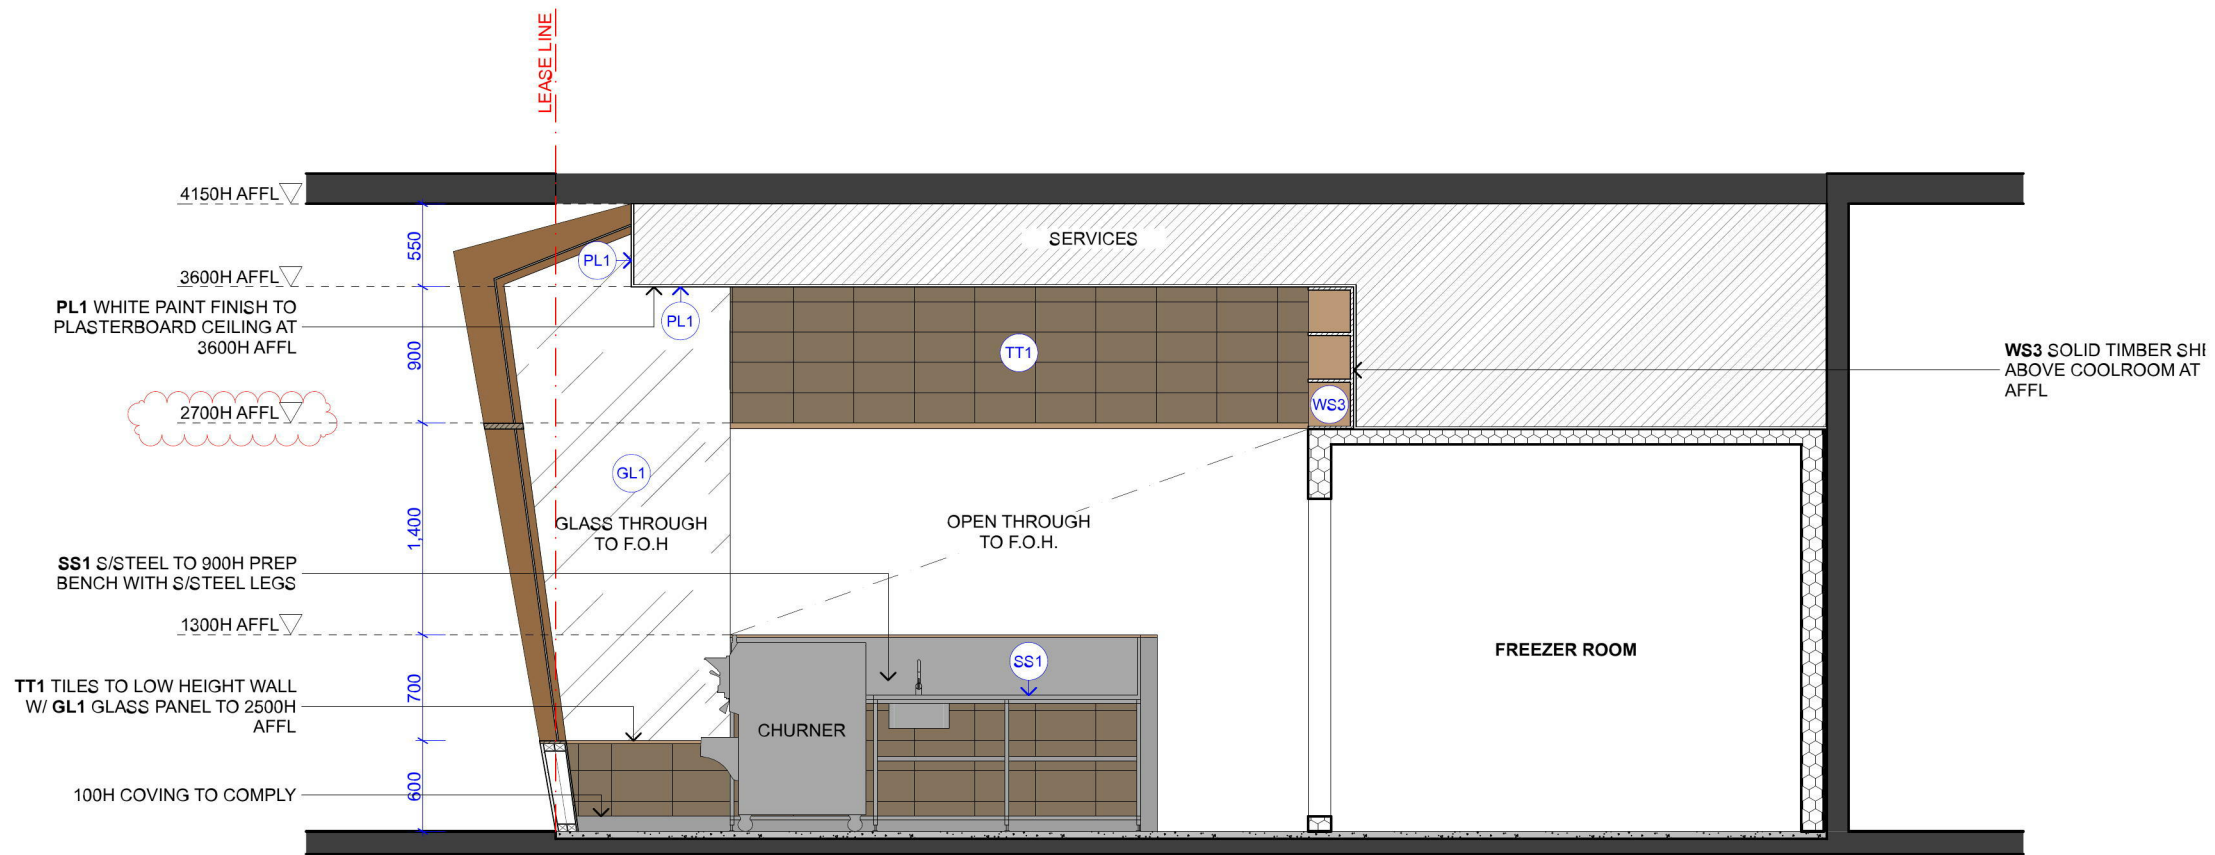 LEASE LINE
4150H AFFL
550
SERVICES
PL1
3600H AFFL
PL1 WHITE PAINT FINISH TO
PLASTERBOARD CEILING AT
3600H AFFL
PL1
TT1
900
WS3 SOLID TIMBER
ABOVE COOLROOM AT
AFFL
WS3
2700H AFFL
GL1
1,400
GLASS THROUGH
TO F.O.H
OPEN THROUGH
TO F.O.H.
SS1 S/STEEL TO 900H PREP
BENCH WITH S/STEEL LEGS
1300H AFFL
FREEZER ROOM
SS1
700
TT1 TILES TO LOW HEIGHT WALL
W/ GL1 GLASS PANEL TO 2500H
AFFL
CHURNER
600
100H COVING TO COMPLY